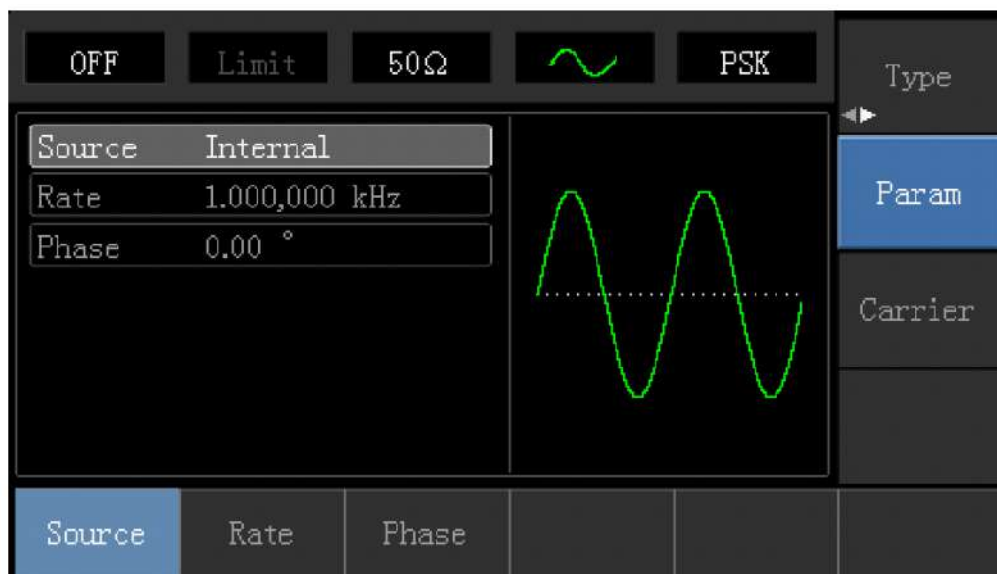 OFF Limit 50Ω PSK
Type
Source Internal
Rate 1.000,000 kHz
Phase 0.00 °
Param
Carrier
Source Rate Phase